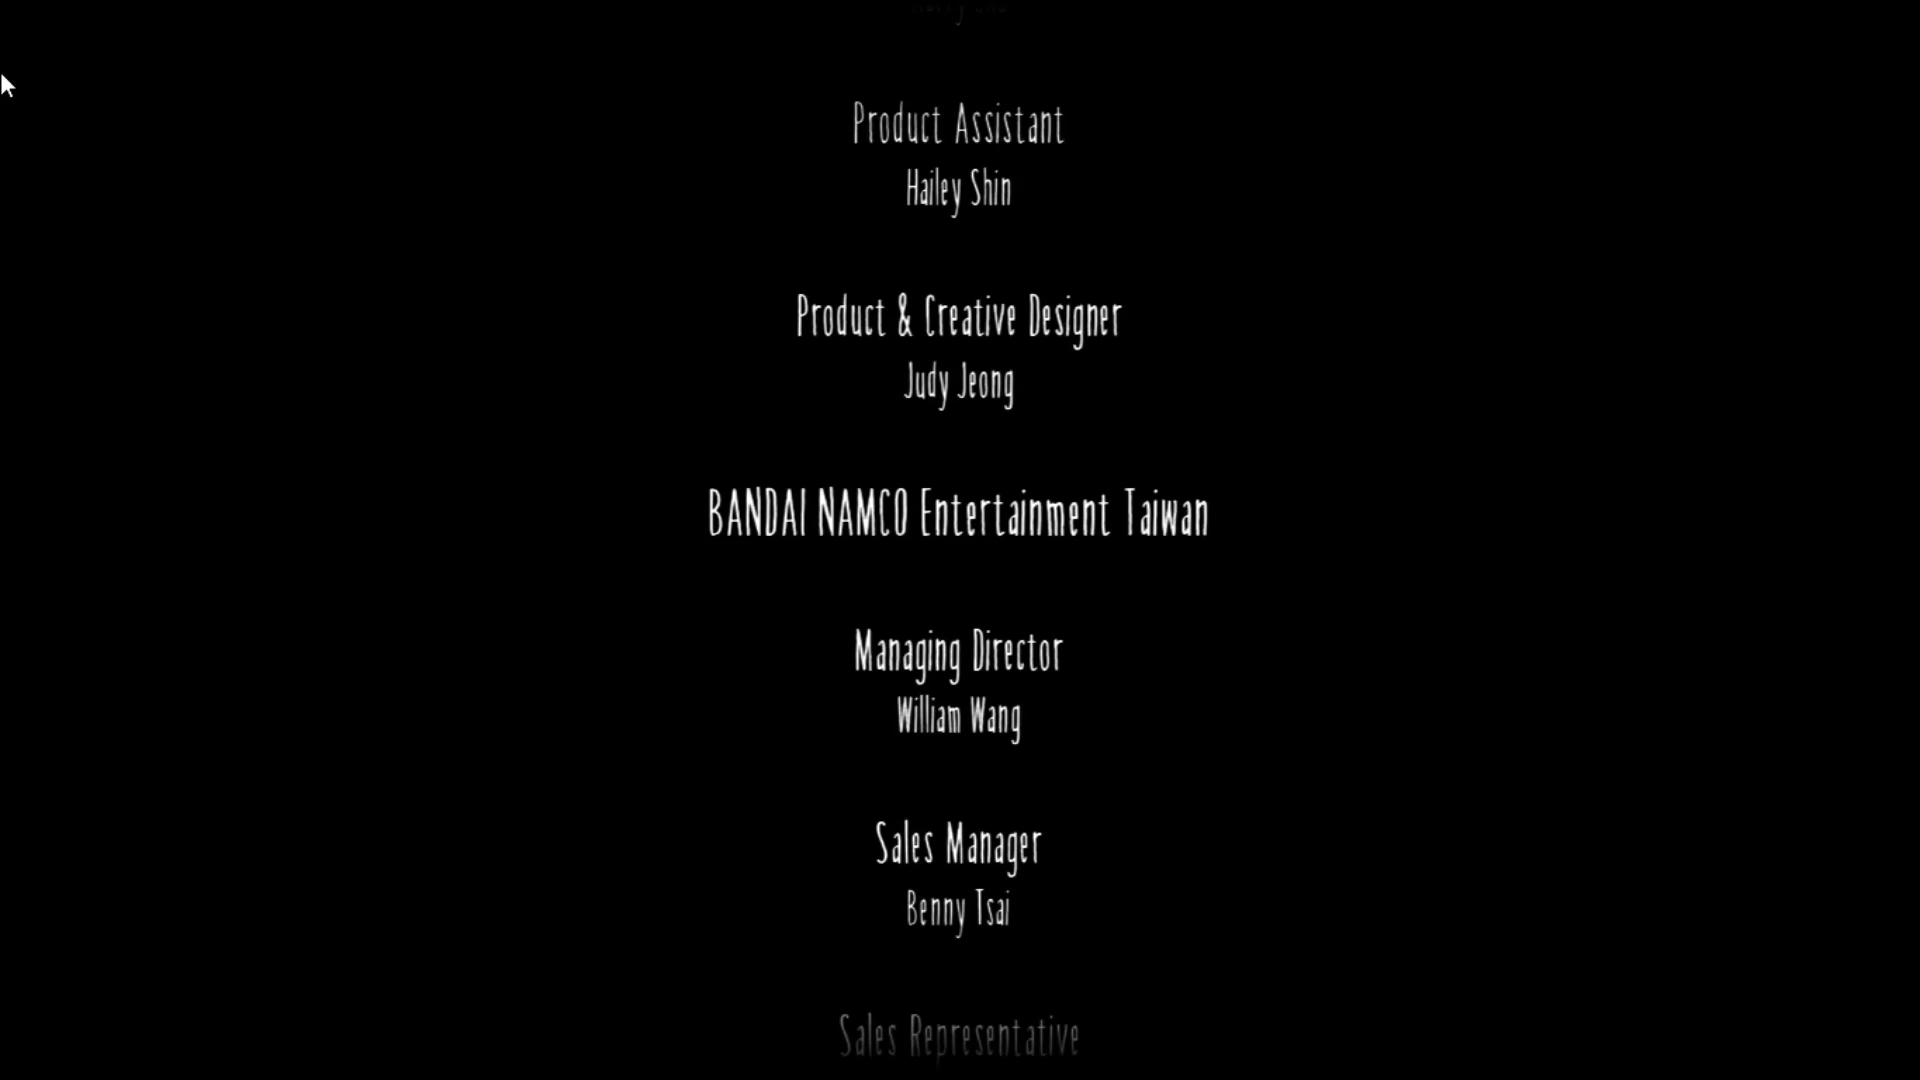 Product Assistant
Hailey Shin
Product & Creative Designer
Judy Jeong
BANDAI NAMCO Entertainment Taiwan
Managing Director
William Wang
Sales Manager
Benny Tsai
Sales Representative